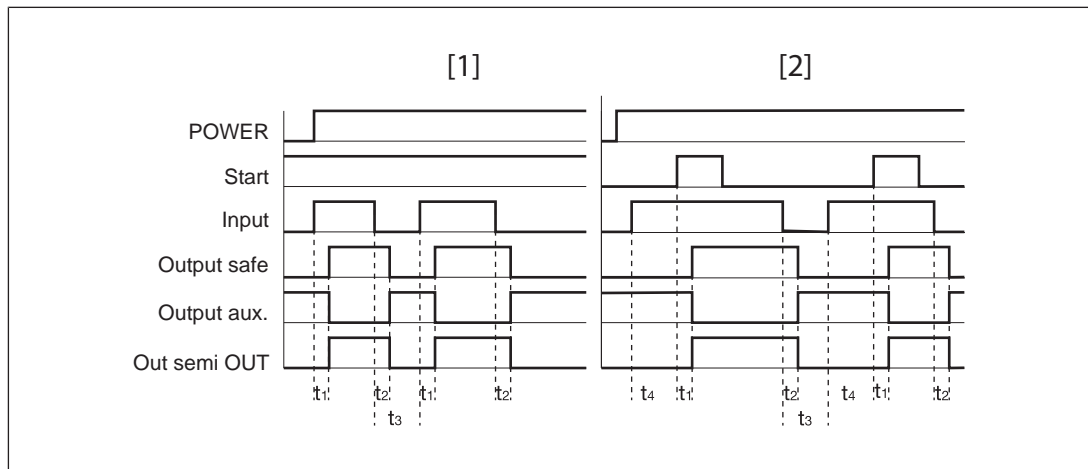 [1] [2]
POWER
Start
Input
Output safe
Output aux.
Out semi OUT
t1 t2 t1 t2 t4 t1 t2 t4 t1 t2
t3 t3